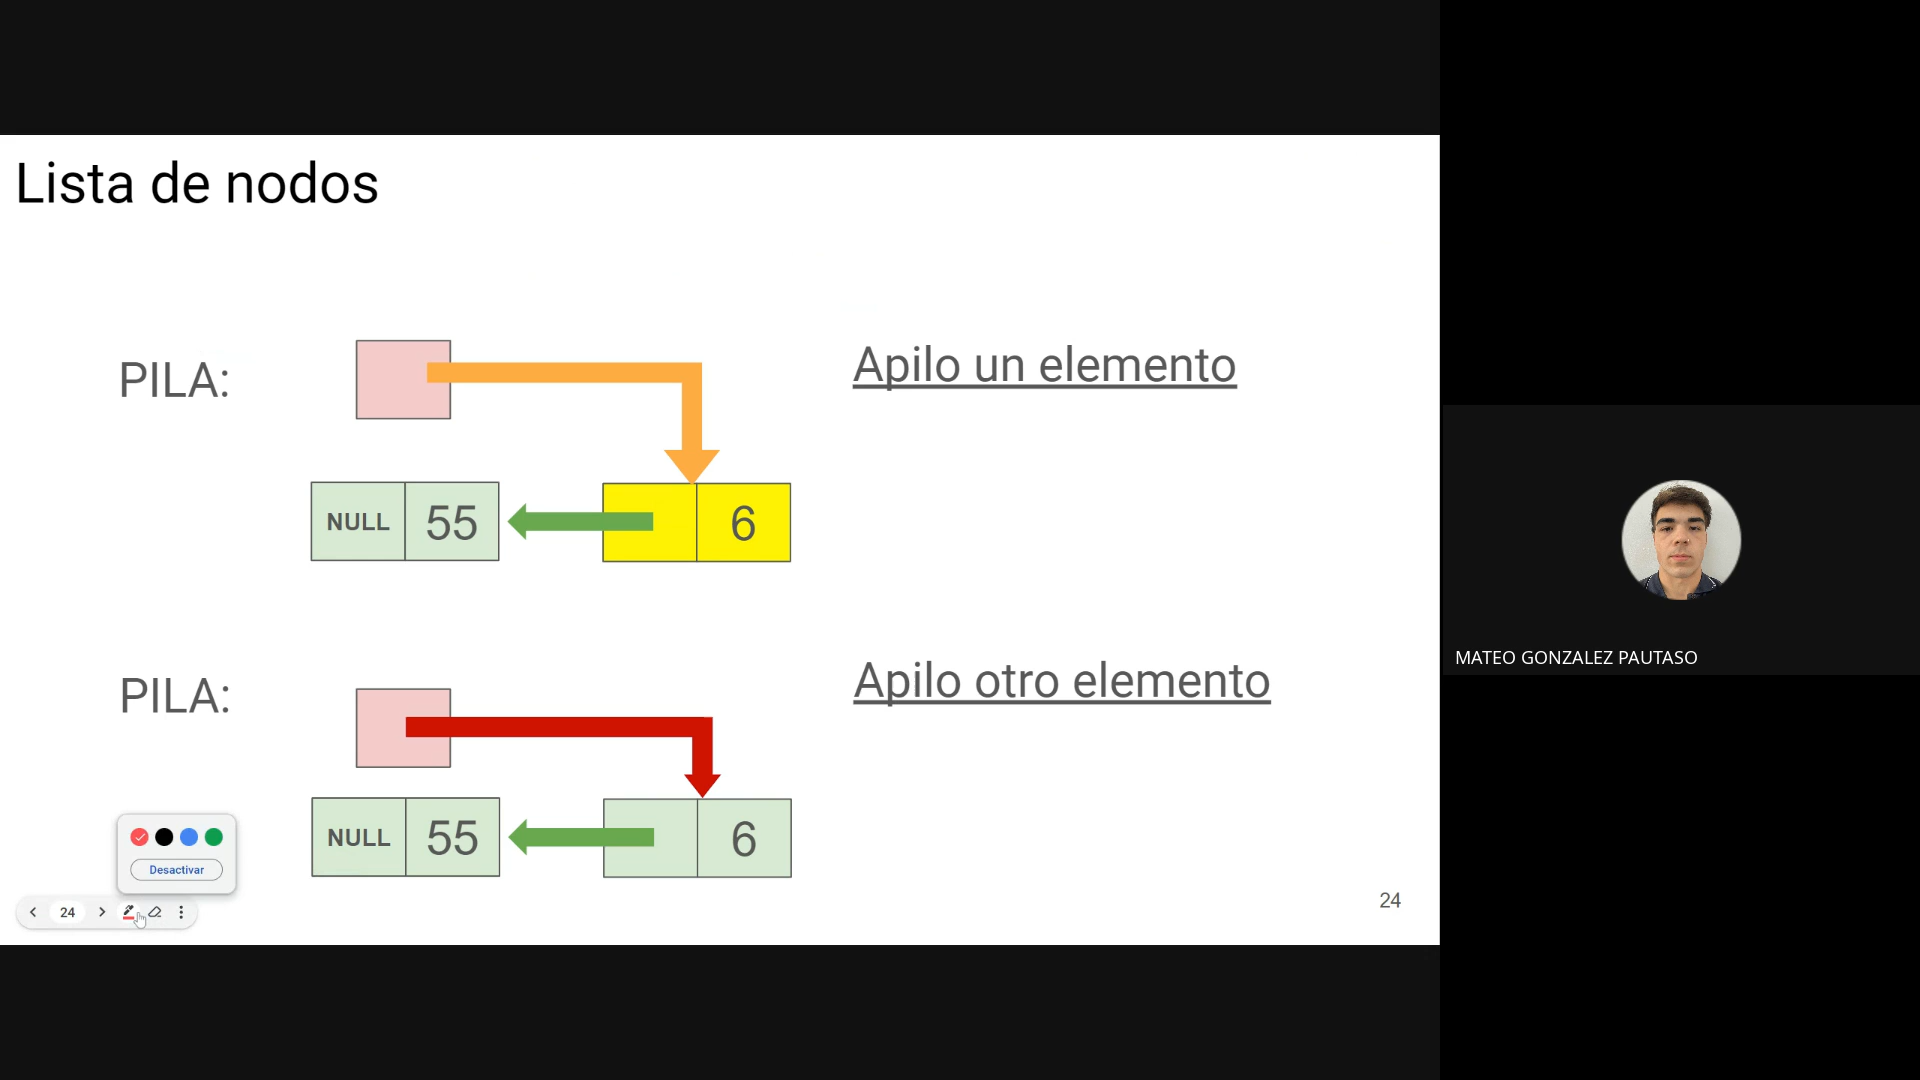 Lista de nodos
PILA:
Apilo un elemento
NULL 55 6
PILA:
Apilo otro elemento
NULL 55 6
Desactivar
24
24
MATEO GONZALEZ PAUTASO